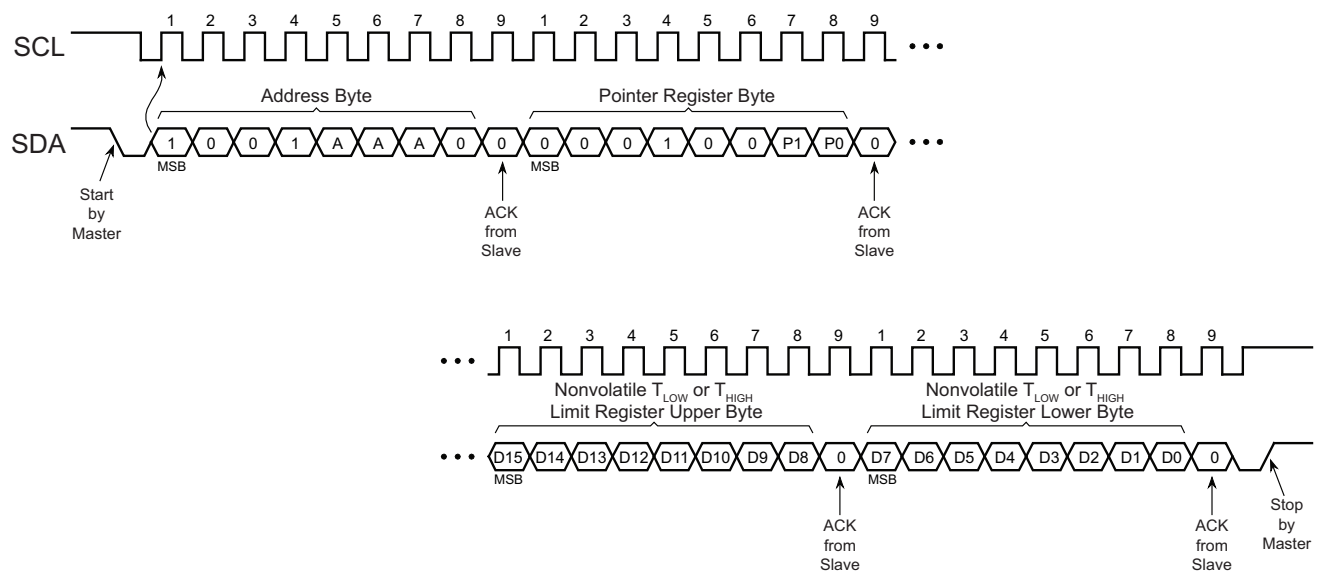 1 2 3 4 5 6 7 8 9 1 2 3 4 5 6 7 8 9
SCL
Address Byte Pointer Register Byte
SDA 1 0 0 1 A A A 0 0 0 0 0 1 0 0 P1 P0 0
MSB MSB
Start
by
Master
ACK
from
Slave
ACK
from
Slave
1 2 3 4 5 6 7 8 9 1 2 3 4 5 6 7 8 9
Nonvolatile TLOW or THIGH
Limit Register Upper Byte
Nonvolatile TLOW or THIGH
Limit Register Lower Byte
D15 D14 D13 D12 D11 D10 D9 D8 0 D7 D6 D5 D4 D3 D2 D1 D0 0
MSB MSB
ACK
from
Slave
ACK
from
Slave
Stop
by
Master